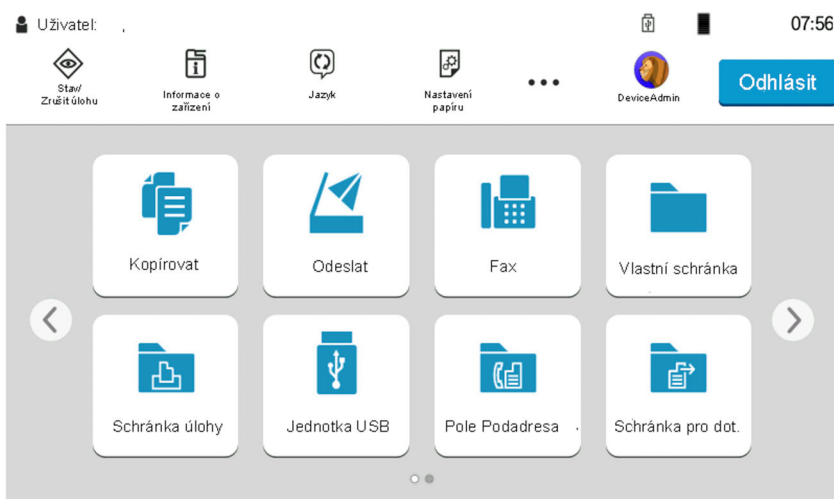 Uživatel:
07:56
Stav/
Zrušit úlohu
Informace o
zařízení
Jazyk
Nastavení
papíru
DeviceAdmin
Odhlásit
Kopírovat
Odeslat
Fax
Vlastní schránka
Schránka úlohy
Jednotka USB
Pole Podadresa
Schránka pro dot.